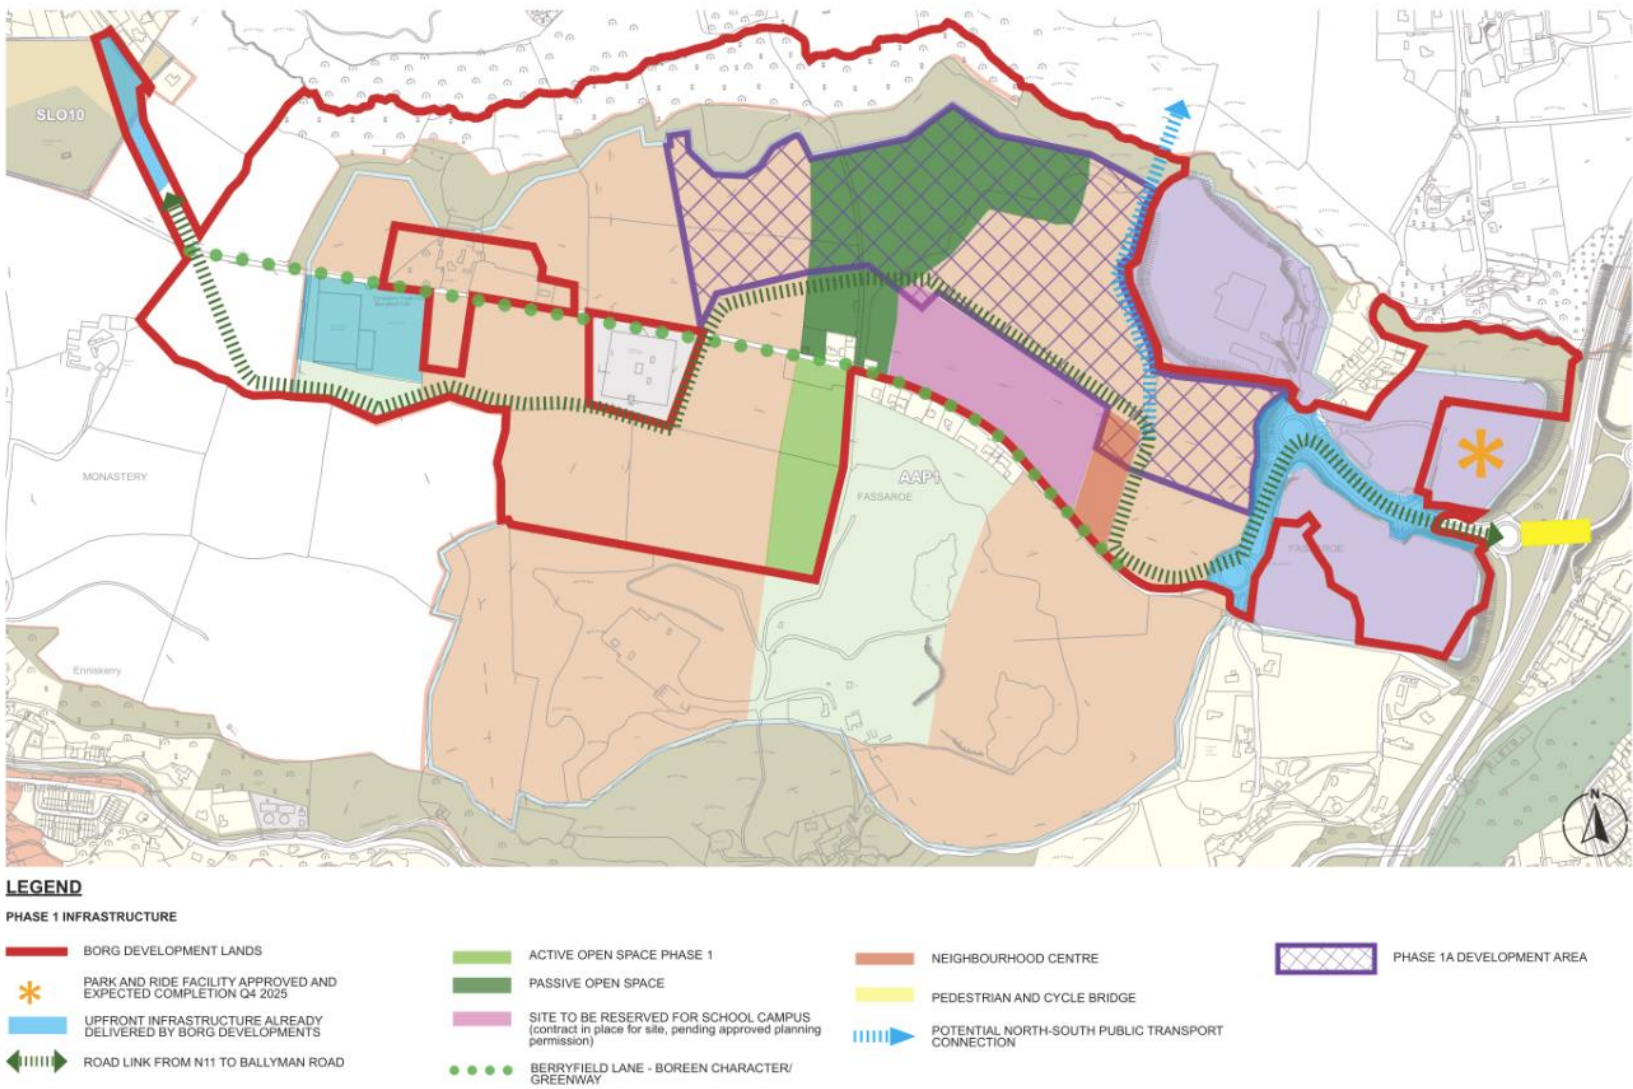 SLO10
N
MONASTERY
AAP1
FASSAROE
FASSAROE
Enniskerry
LEGEND
PHASE 1 INFRASTRUCTURE
BORG DEVELOPMENT LANDS
PARK AND RIDE FACILITY APPROVED AND
EXPECTED COMPLETION Q4 2025
UPFRONT INFRASTRUCTURE ALREADY
DELIVERED BY BORG DEVELOPMENTS
ROAD LINK FROM N11 TO BALLYMAN ROAD
ACTIVE OPEN SPACE PHASE 1
PASSIVE OPEN SPACE
SITE TO BE RESERVED FOR SCHOOL CAMPUS
(contract in place for site, pending approved planning
permission)
BERRYFIELD LANE - BOREEN CHARACTER/
GREENWAY
NEIGHBOURHOOD CENTRE
PEDESTRIAN AND CYCLE BRIDGE
POTENTIAL NORTH-SOUTH PUBLIC TRANSPORT
CONNECTION
PHASE 1A DEVELOPMENT AREA